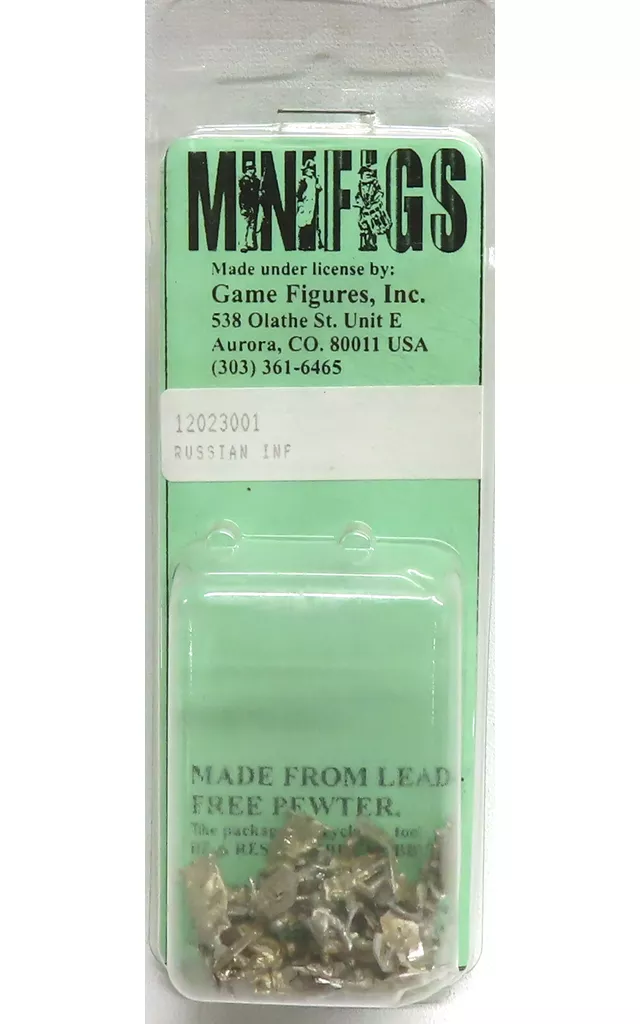 MINIFIGS
Made under license by:
Game Figures, Inc.
538 Olathe St. Unit E
Aurora, CO. 80011 USA
(303) 361-6465
12023001
RUSSIAN INF
MADE FROM LEAD-
FREE PEWTER.
The